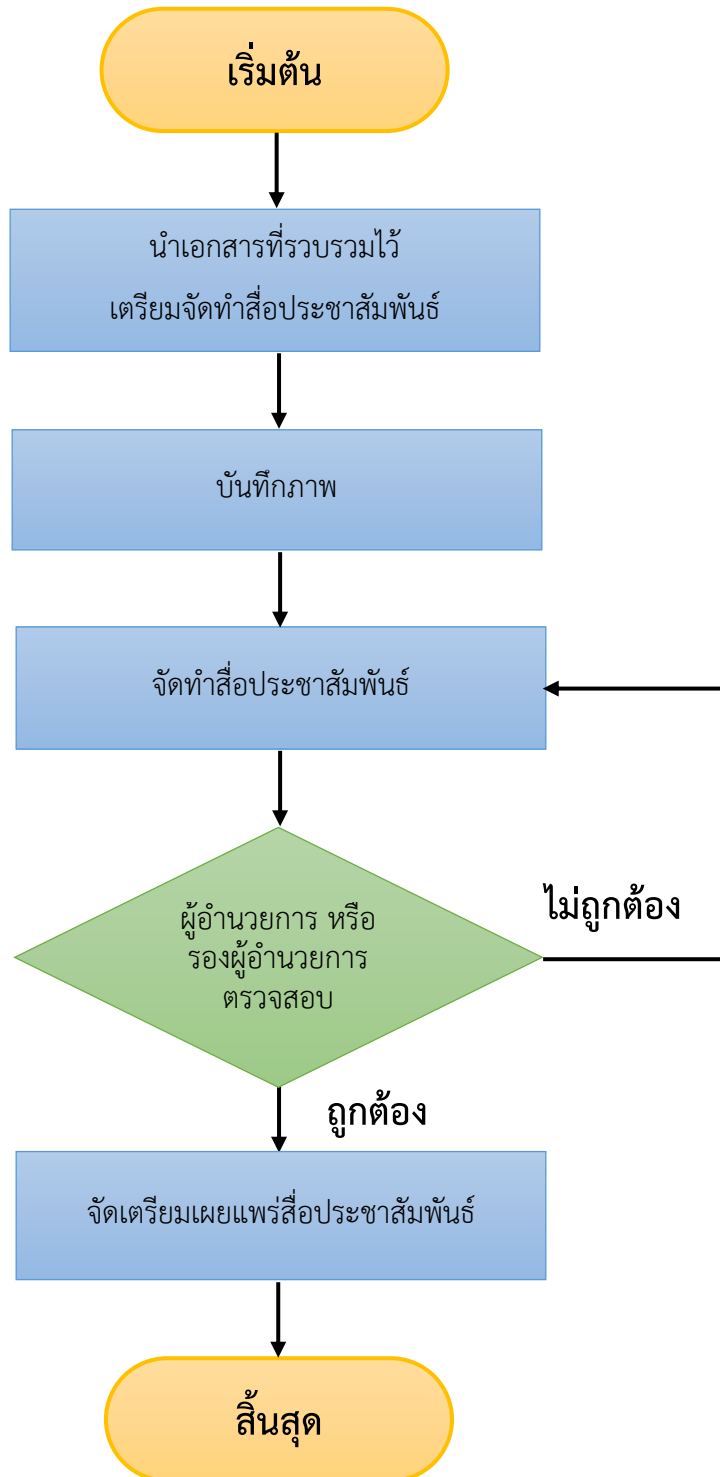 เริ่มต้น
นำเอกสารที่รวบรวมไว้
เตรียมจัดทำสื่อประชาสัมพันธ์
บันทึกภาพ
จัดทำสื่อประชาสัมพันธ์
ผู้อำนวยการ หรือ
รองผู้อำนวยการ
ตรวจสอบ
ไม่ถูกต้อง
ถูกต้อง
จัดเตรียมเผยแพร่สื่อประชาสัมพันธ์
สิ้นสุด